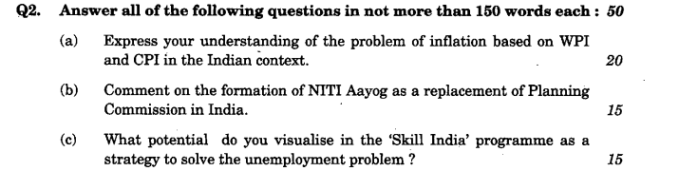 Q2. Answer all of the following questions in not more than 150 words each : 50
(a) Express your understanding of the problem of inflation based on WPI
and CPI in the Indian context. 20
(b) Comment on the formation of NITI Aayog as a replacement of Planning
Commission in India. 15
(c) What potential do you visualise in the ‘Skill India’ programme as a
strategy to solve the unemployment problem ? 15